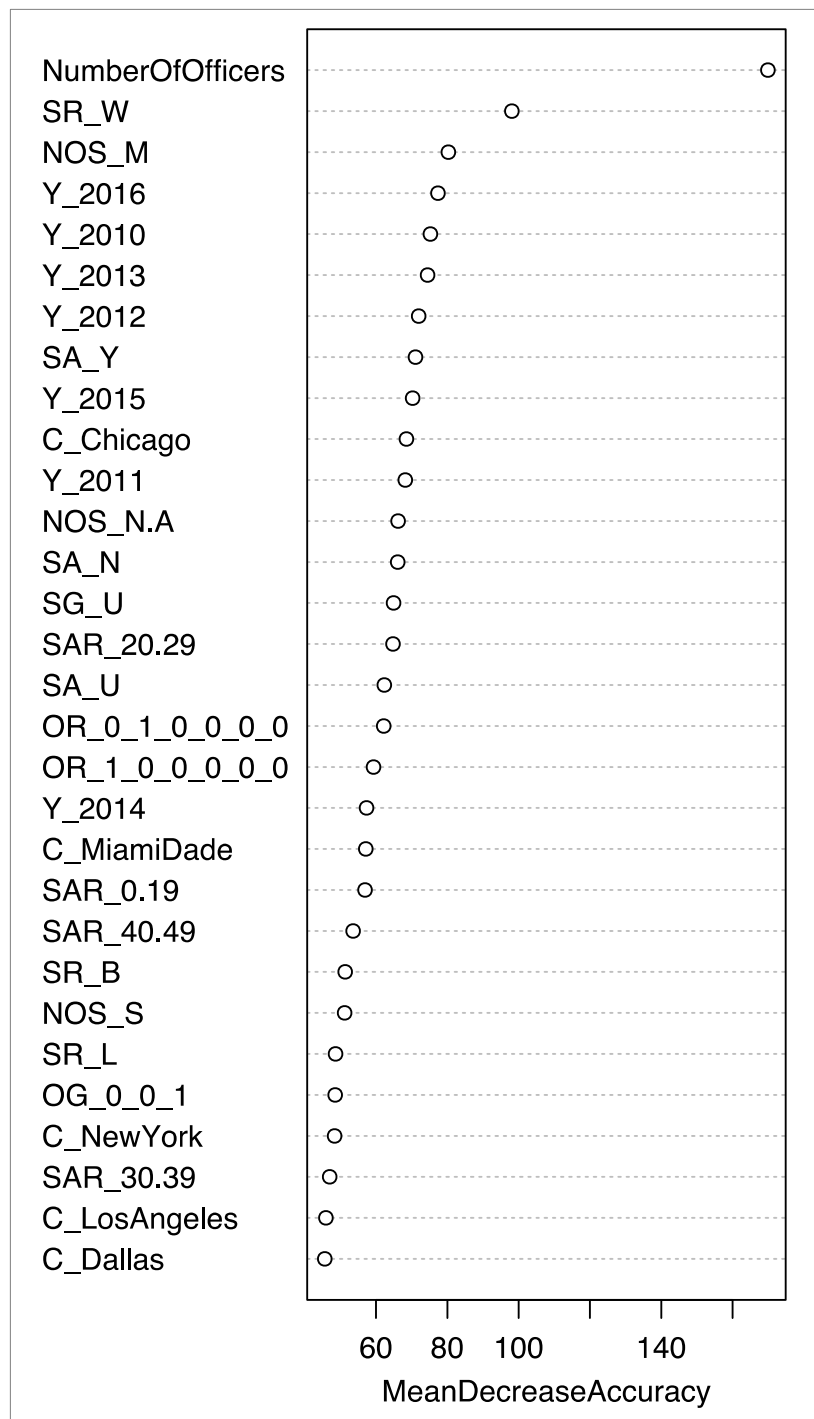 NumberOfOfficers
SR_W
NOS_M
Y_2016
Y_2010
Y_2013
Y_2012
SA_Y
Y_2015
C_Chicago
Y_2011
NOS_N.A
SA_N
SG_U
SAR_20.29
SA_U
OR_0_1_0_0_0_0
OR_1_0_0_0_0_0
Y_2014
C_MiamiDade
SAR_0.19
SAR_40.49
SR_B
NOS_S
SR_L
OG_0_0_1
C_NewYork
SAR_30.39
C_LosAngeles
C_Dallas
60 80 100 140
MeanDecreaseAccuracy